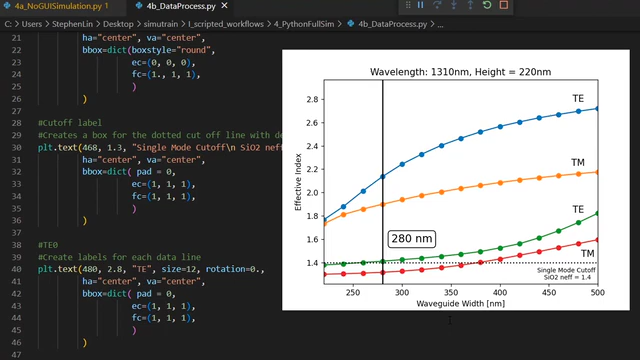 4a_NoGUISimulation.py 1
4b_DataProcess.py
C: > Users > StephenLin > Desktop > simutrain > I_scripted_workflows > 4_PythonFullSim > 4b_DataProcess.py > ...
21 ha="center", va="center",
22 bbox=dict(boxstyle="round",
23 ec=(0, 0, 0),
24 fc=(1., 1, 1),
25 )
26 )
27
28 #Cutoff label
29 #Creates a box for the dotted cut off line with de
30 plt.text(468, 1.3, "Single Mode Cutoff\n SiO2 neff
31 ha="center", va="center",
32 bbox=dict( pad = 0,
33 ec=(1, 1, 1),
34 fc=(1, 1, 1),
35 )
36 )
37
38 #TE0
39 #Create labels for each data line
40 plt.text(480, 2.8, "TE", size=12, rotation=0.,
41 ha="center", va="center",
42 bbox=dict( pad = 0,
43 ec=(1, 1, 1),
44 fc=(1, 1, 1),
45 )
46 )
47
Wavelength: 1310nm, Height = 220nm
Effective Index
2.8
2.6
2.4
2.2
2.0
1.8
1.6
1.4
TE
TM
TE
TM
280 nm
Single Mode Cutoff
SiO2 neff = 1.4
250
300
350
400
450
500
Waveguide Width [nm]